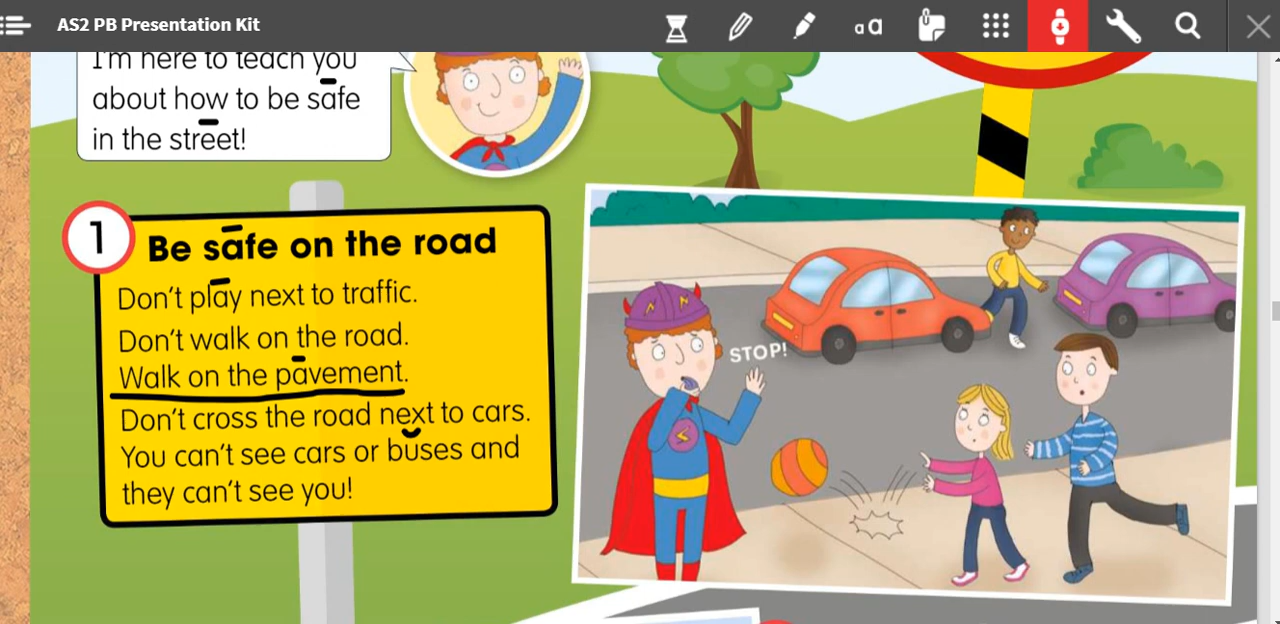 AS2 PB Presentation Kit
aa
I'm here to teach you
about how to be safe
in the street!
1
Be safe on the road
Don't play next to traffic.
Don't walk on the road.
Walk on the pavement.
Don't cross the road next to cars.
You can't see cars or buses and
they can't see you!
STOP!